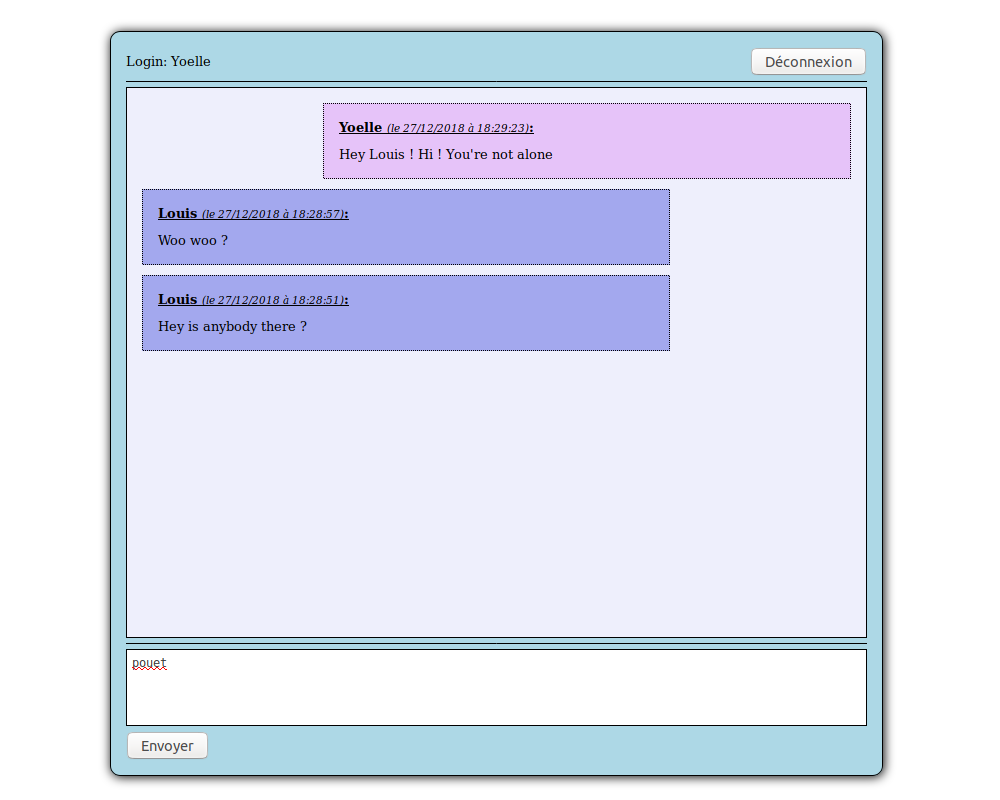 Login: Yoelle
Déconnexion
Yoelle (le 27/12/2018 à 18:29:23):
Hey Louis ! Hi ! You're not alone
Louis (le 27/12/2018 à 18:28:57):
Woo woo ?
Louis (le 27/12/2018 à 18:28:51):
Hey is anybody there ?
pouet
Envoyer